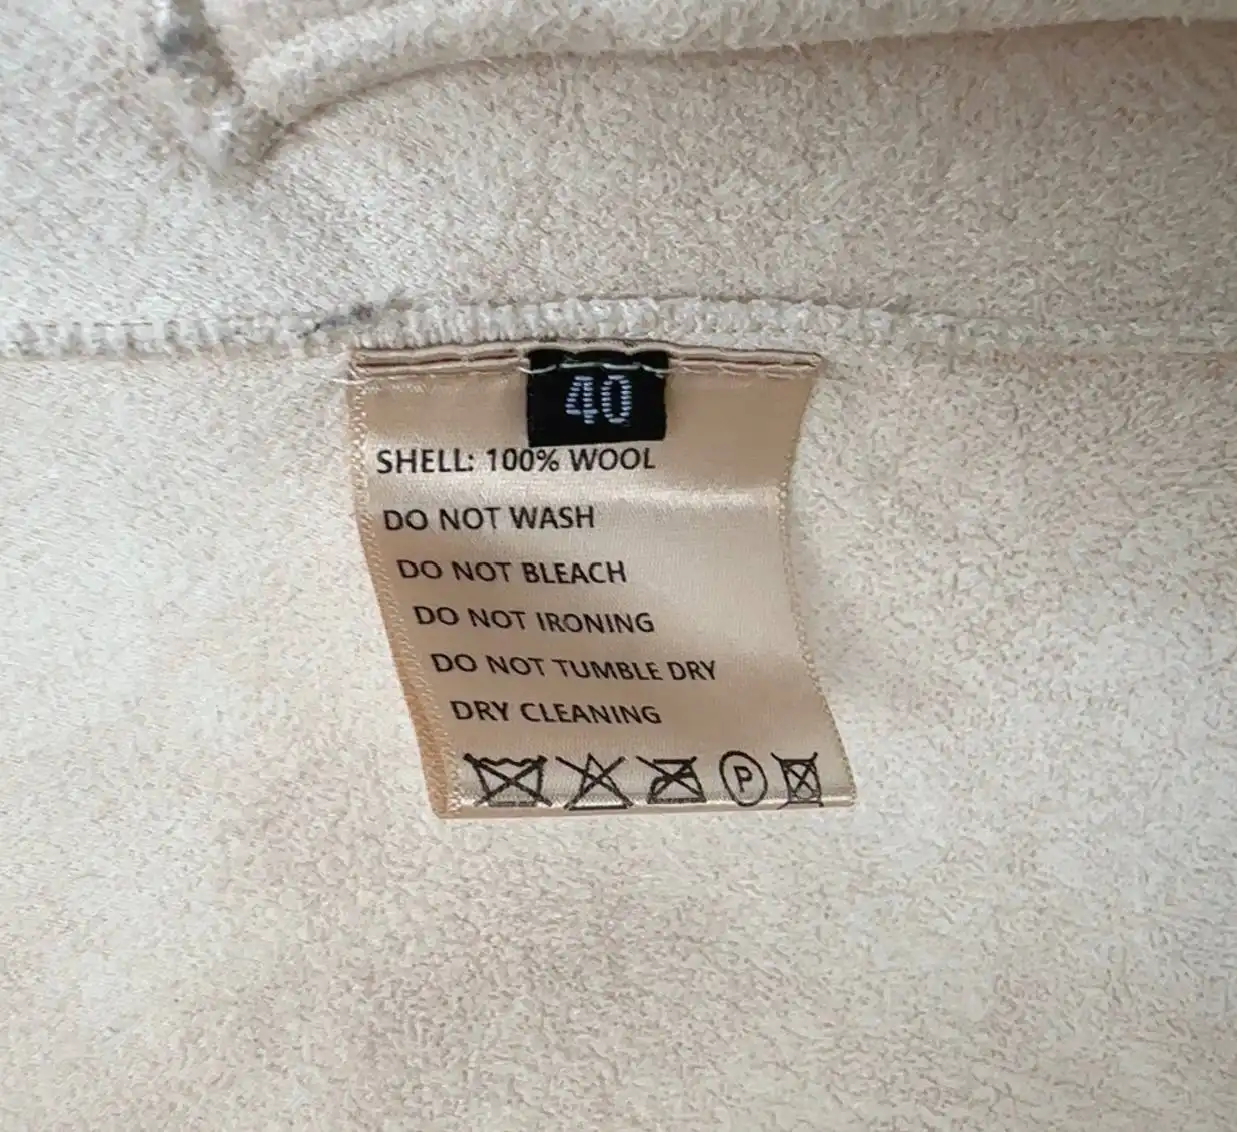 40
SHELL: 100% WOOL
DO NOT WASH
DO NOT BLEACH
DO NOT IRONING
DO NOT TUMBLE DRY
DRY CLEANING
P